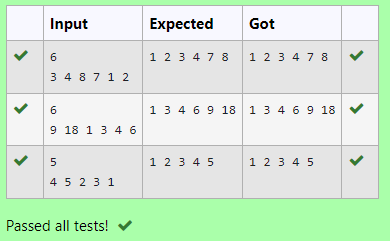 Input Expected Got
6 1 2 3 4 7 8 1 2 3 4 7 8
3 4 8 7 1 2
6 1 3 4 6 9 18 1 3 4 6 9 18
9 18 1 3 4 6
5 1 2 3 4 5 1 2 3 4 5
4 5 2 3 1
Passed all tests!